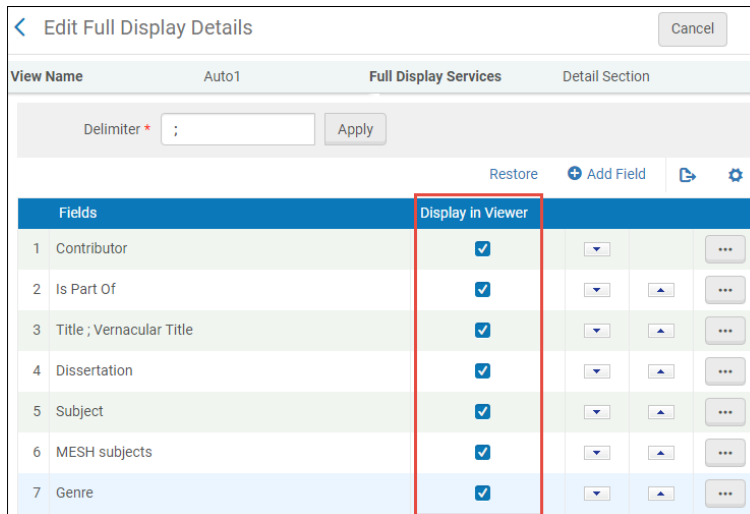 Edit Full Display Details Cancel
View Name Auto1 Full Display Services Detail Section
Delimiter * ; Apply
Restore Add Field
Fields Display in Viewer
1 Contributor
2 Is Part Of
3 Title ; Vernacular Title
4 Dissertation
5 Subject
6 MESH subjects
7 Genre